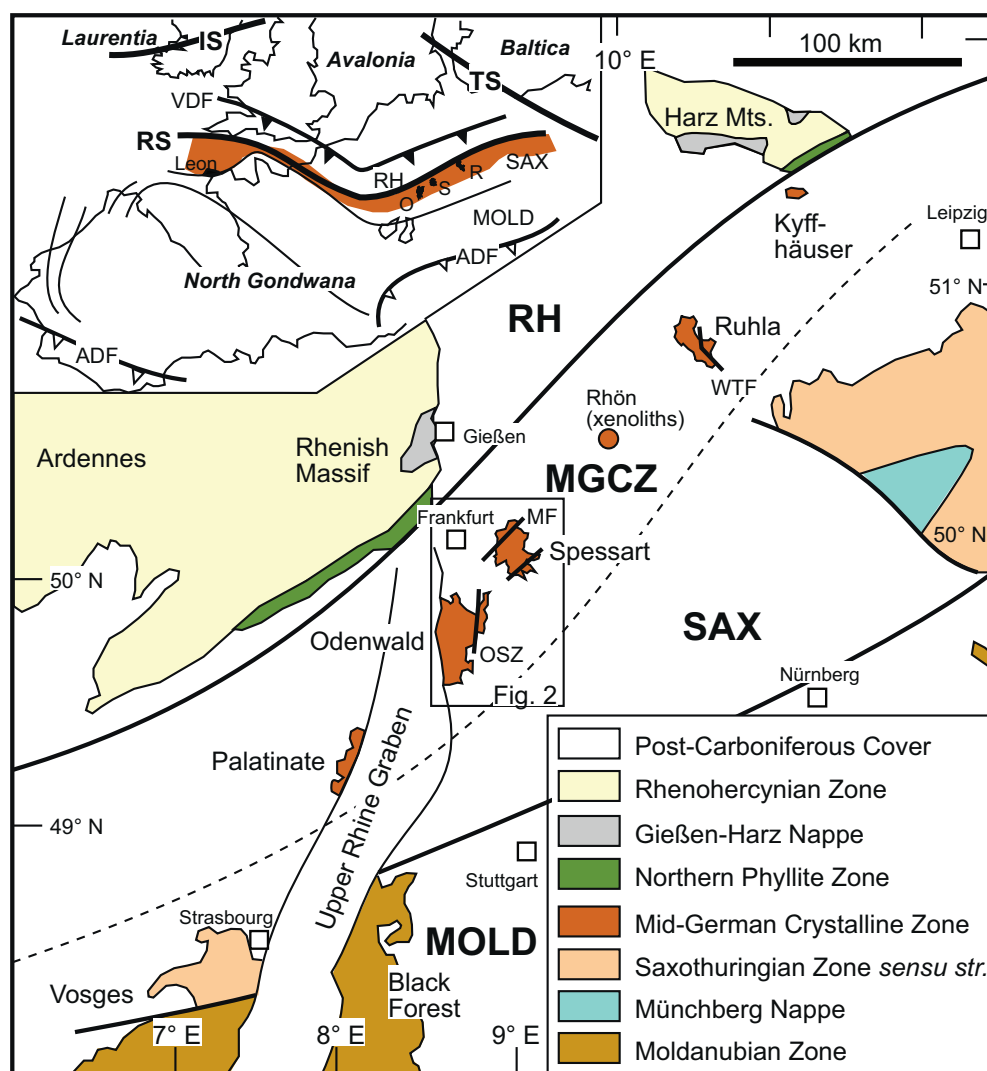 Laurentia
IS
Avalonia
Baltica
TS
VDF
RS
Leon
RH
O
S
R
SAX
MOLD
ADF
North Gondwana
ADF
10° E
100 km
Harz Mts.
Kyff-
häuser
Leipzig
51° N
RH
Ruhla
WTF
Rhön
(xenoliths)
Ardennes
Rhenish
Massif
Gießen
MGCZ
Frankfurt
MF
Spessart
50° N
50° N
Odenwald
OSZ
Fig. 2
SAX
Nürnberg
Palatinate
Upper Rhine Graben
49° N
Stuttgart
Strasbourg
MOLD
Vosges
Black
Forest
7° E
8° E
9° E
Post-Carboniferous Cover
Rhenohercynian Zone
Gießen-Harz Nappe
Northern Phyllite Zone
Mid-German Crystalline Zone
Saxothuringian Zone sensu str.
Münchberg Nappe
Moldanubian Zone